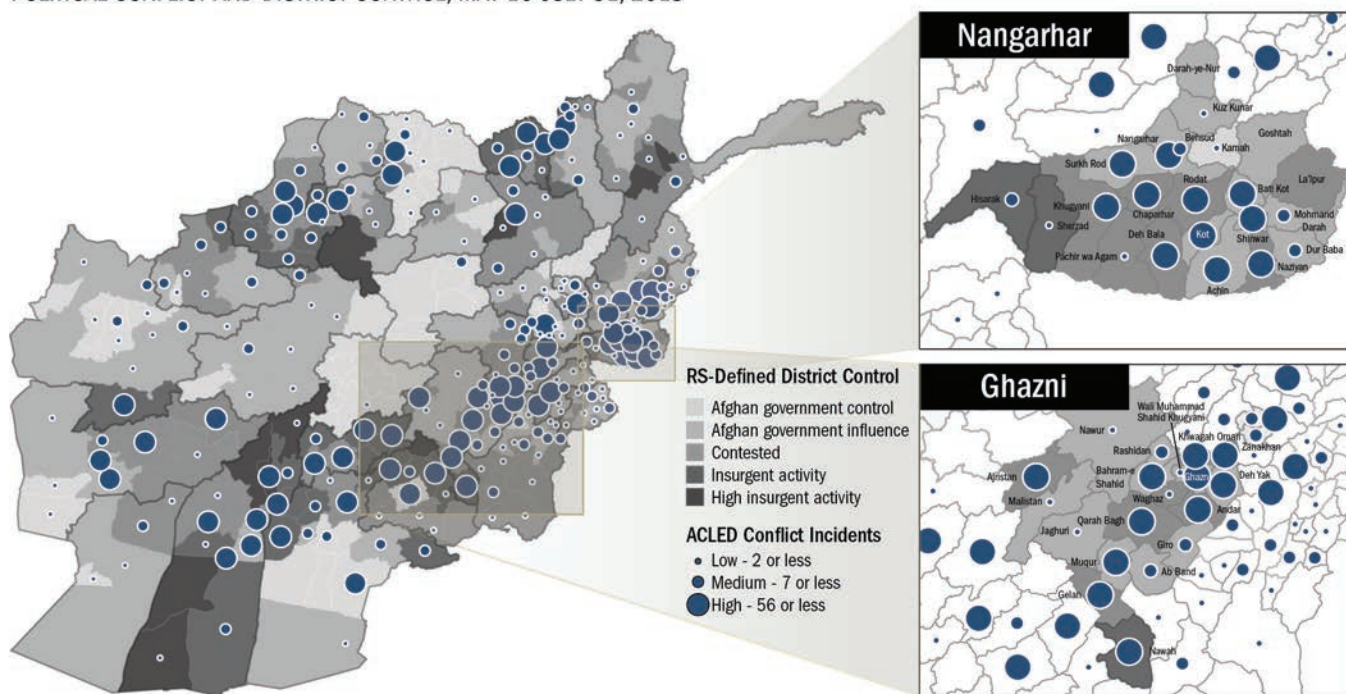 Nangarhar
Darah-ye-Nur
Kuz Kunar
Nangarhar
Behsud
Goshtah
Kamah
Surkh Rod
La'lpur
Rodat
Bati Kot
Hisarak
Khugyani
Chaparhar
Mohmand
Darah
Sherzad
Deh Bala
Kot
Shinwar
Dur Baba
Pachir wa Agam
Naziyan
Achin
RS-Defined District Control
Afghan government control
Afghan government influence
Contested
Insurgent activity
High insurgent activity
ACLED Conflict Incidents
Low - 2 or less
Medium - 7 or less
High - 56 or less
Ghazni
Wali Muhammad
Shahid Khugyani
Nawur
Khwagah Omari
Rashidan
Zanakhan
Ajristan
Bahram-e
Shahid
Ghazni
Deh Yak
Malistan
Waghaz
Andar
Jaghuri
Qarah Bagh
Giro
Muqur
Ab Band
Gelan
Nawah